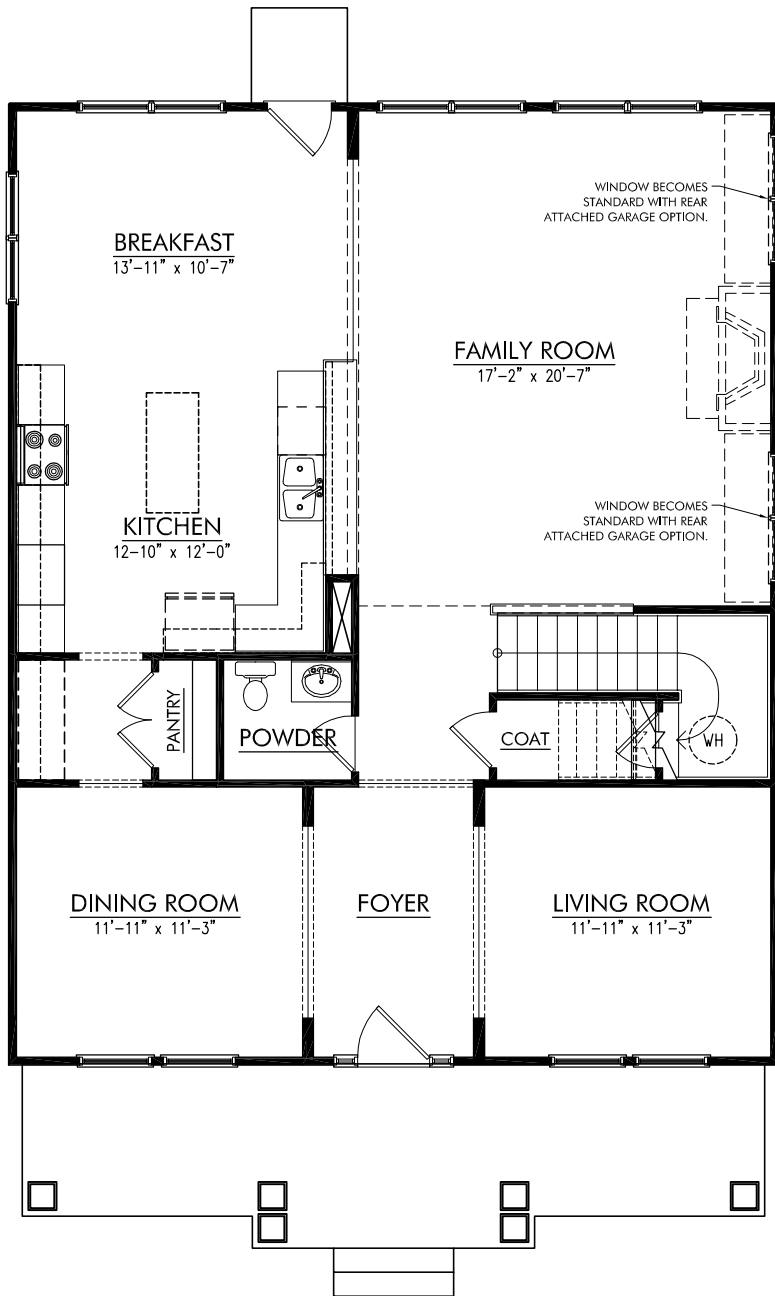 WINDOW BECOMES
STANDARD WITH REAR
ATTACHED GARAGE OPTION.
BREAKFAST
13'-11" x 10'-7"
FAMILY ROOM
17'-2" x 20'-7"
WINDOW BECOMES
STANDARD WITH REAR
ATTACHED GARAGE OPTION.
KITCHEN
12-10" x 12'-0"
PANTRY
POWDER
COAT
WH
DINING ROOM
11'-11" x 11'-3"
FOYER
LIVING ROOM
11'-11" x 11'-3"